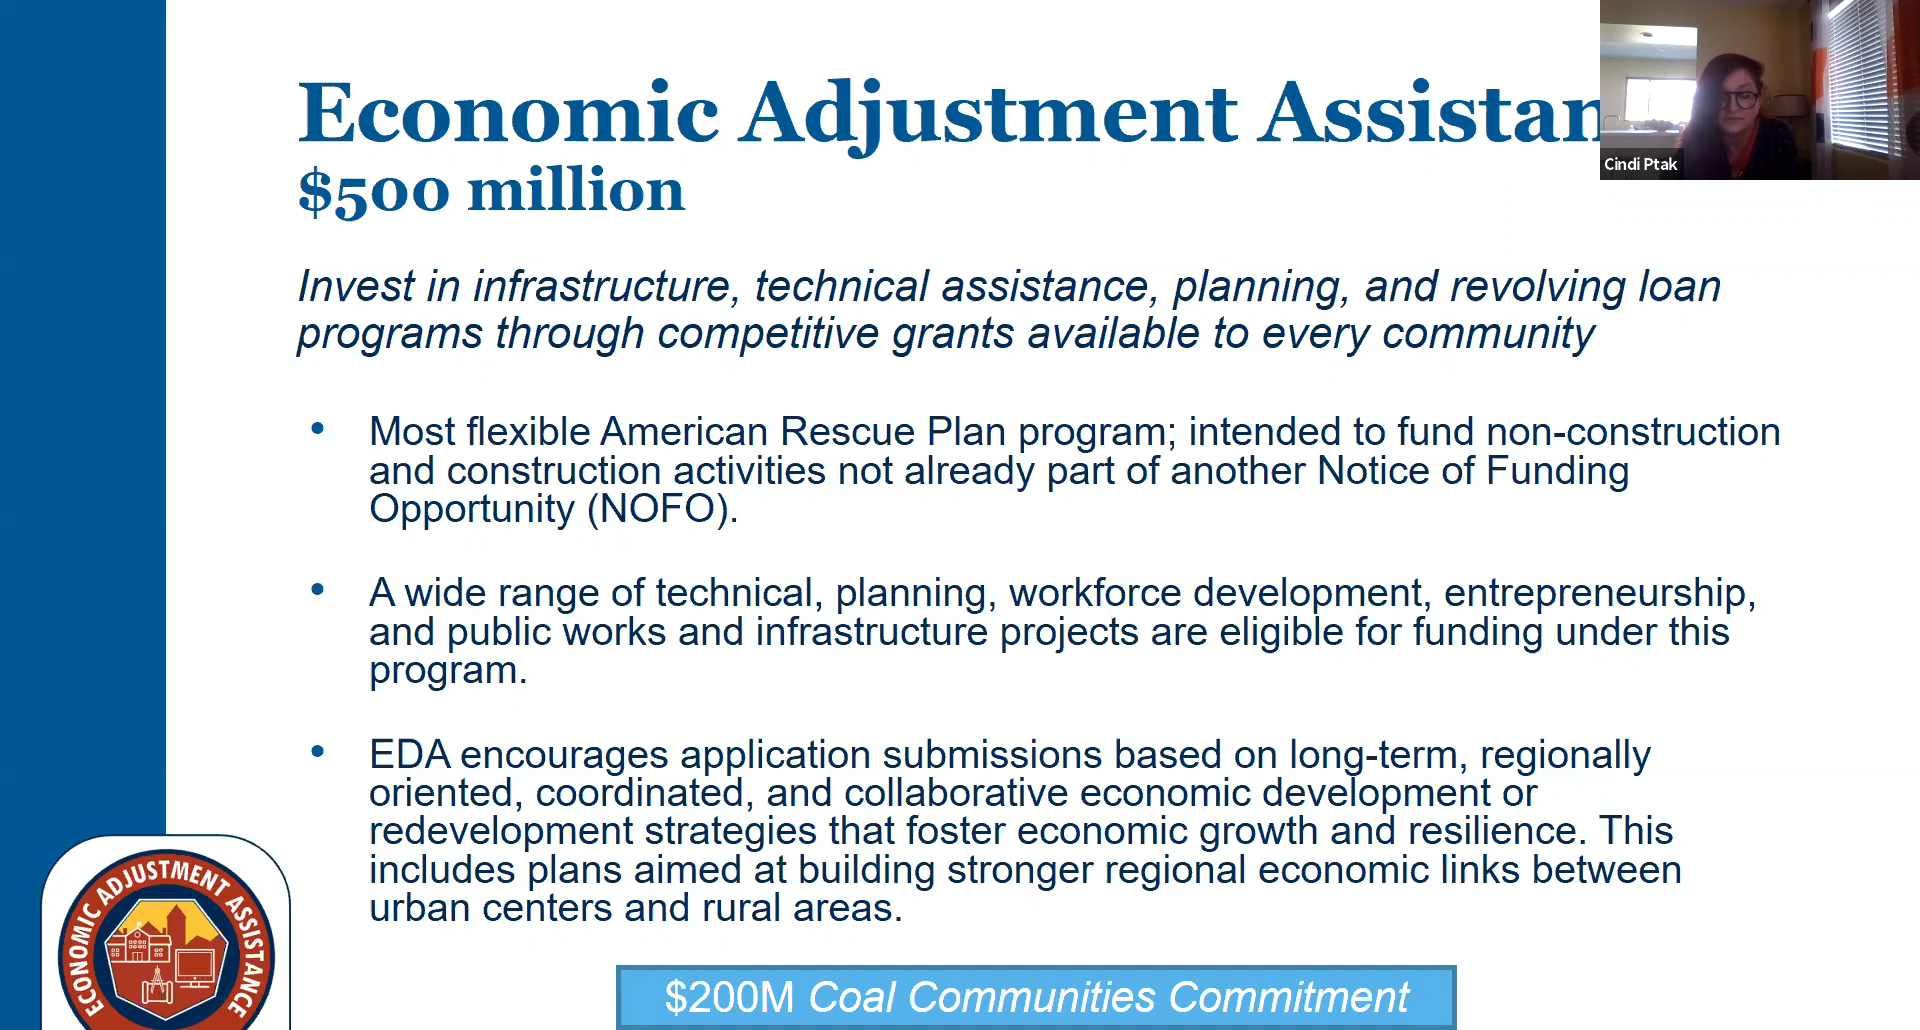 Economic Adjustment Assistan
$500 million
Cindi Ptak
Invest in infrastructure, technical assistance, planning, and revolving loan
programs through competitive grants available to every community
• Most flexible American Rescue Plan program; intended to fund non-construction
and construction activities not already part of another Notice of Funding
Opportunity (NOFO).
• A wide range of technical, planning, workforce development, entrepreneurship,
and public works and infrastructure projects are eligible for funding under this
program.
• EDA encourages application submissions based on long-term, regionally
oriented, coordinated, and collaborative economic development or
redevelopment strategies that foster economic growth and resilience. This
includes plans aimed at building stronger regional economic links between
urban centers and rural areas.
ECONOMIC ADJUSTMENT ASSISTANCE
$200M Coal Communities Commitment